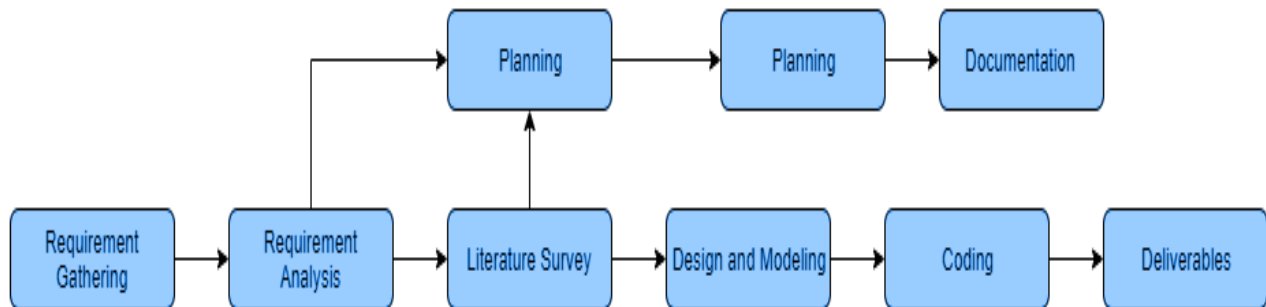 Planning
Planning
Documentation
Requirement
Gathering
Requirement
Analysis
Literature Survey
Design and Modeling
Coding
Deliverables